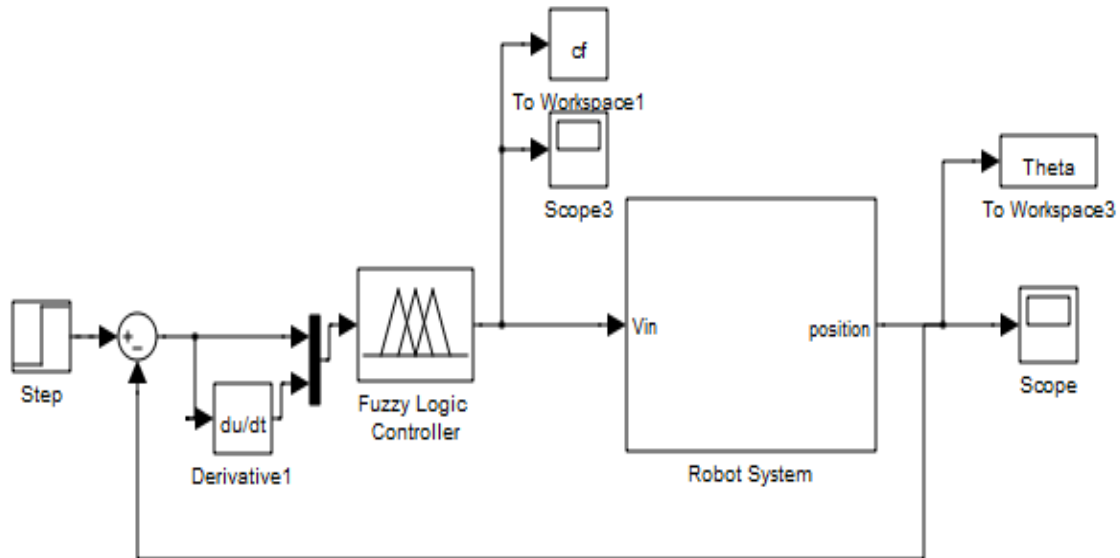 cf
To Workspace1
Scope3
Theta
To Workspace3
Vin
position
+
−
Step
du/dt
Derivative1
Fuzzy Logic
Controller
Robot System
Scope